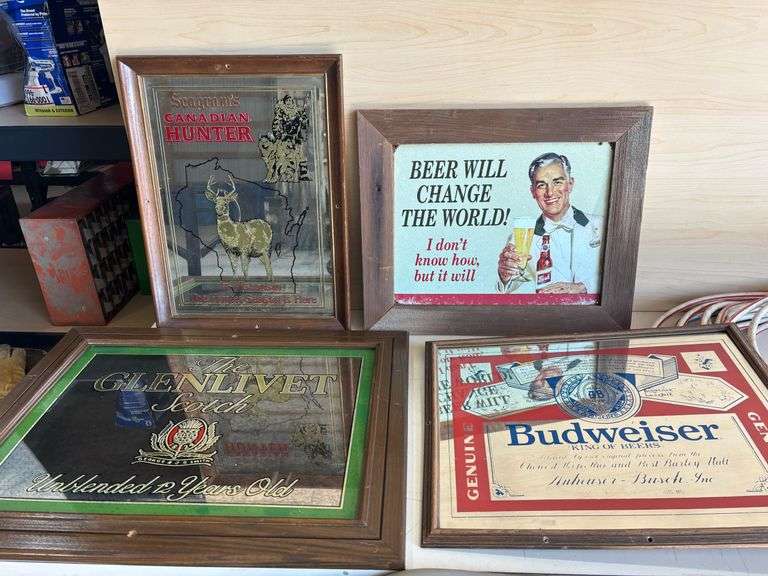 Seagram's
CANADIAN
HUNTER
BEER WILL
CHANGE
THE WORLD!
I don't
know how,
but it will
The
GLENLIVET
Scotch
Unblended 12 Years Old
GENUINE
Budweiser
KING OF BEERS
Anheuser-Busch, Inc
GENU